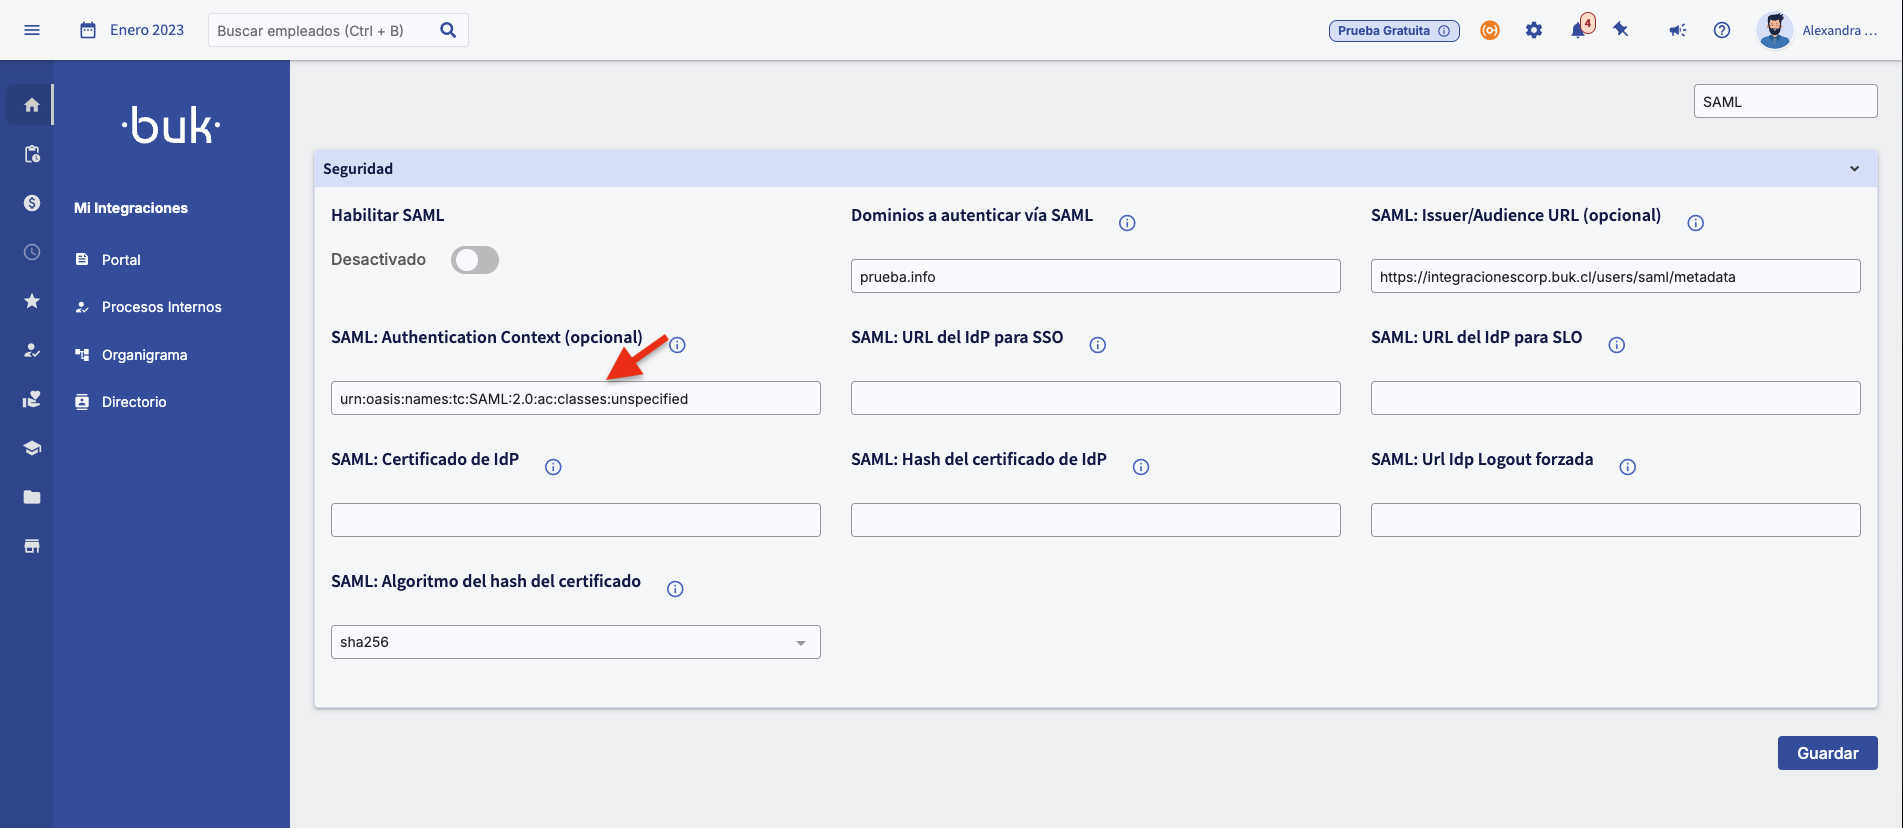 Enero 2023
Buscar empleados (Ctrl + B)
Prueba Gratuita
4
Alexandra ...
·buk·
Mi Integraciones
Portal
Procesos Internos
Organigrama
Directorio
SAML
Seguridad
Habilitar SAML
Desactivado
Dominios a autenticar vía SAML
prueba.info
SAML: Issuer/Audience URL (opcional)
https://integracionescorp.buk.cl/users/saml/metadata
SAML: Authentication Context (opcional)
urn:oasis:names:tc:SAML:2.0:ac:classes:unspecified
SAML: URL del IdP para SSO
SAML: URL del IdP para SLO
SAML: Certificado de IdP
SAML: Hash del certificado de IdP
SAML: Url Idp Logout forzada
SAML: Algoritmo del hash del certificado
sha256
Guardar